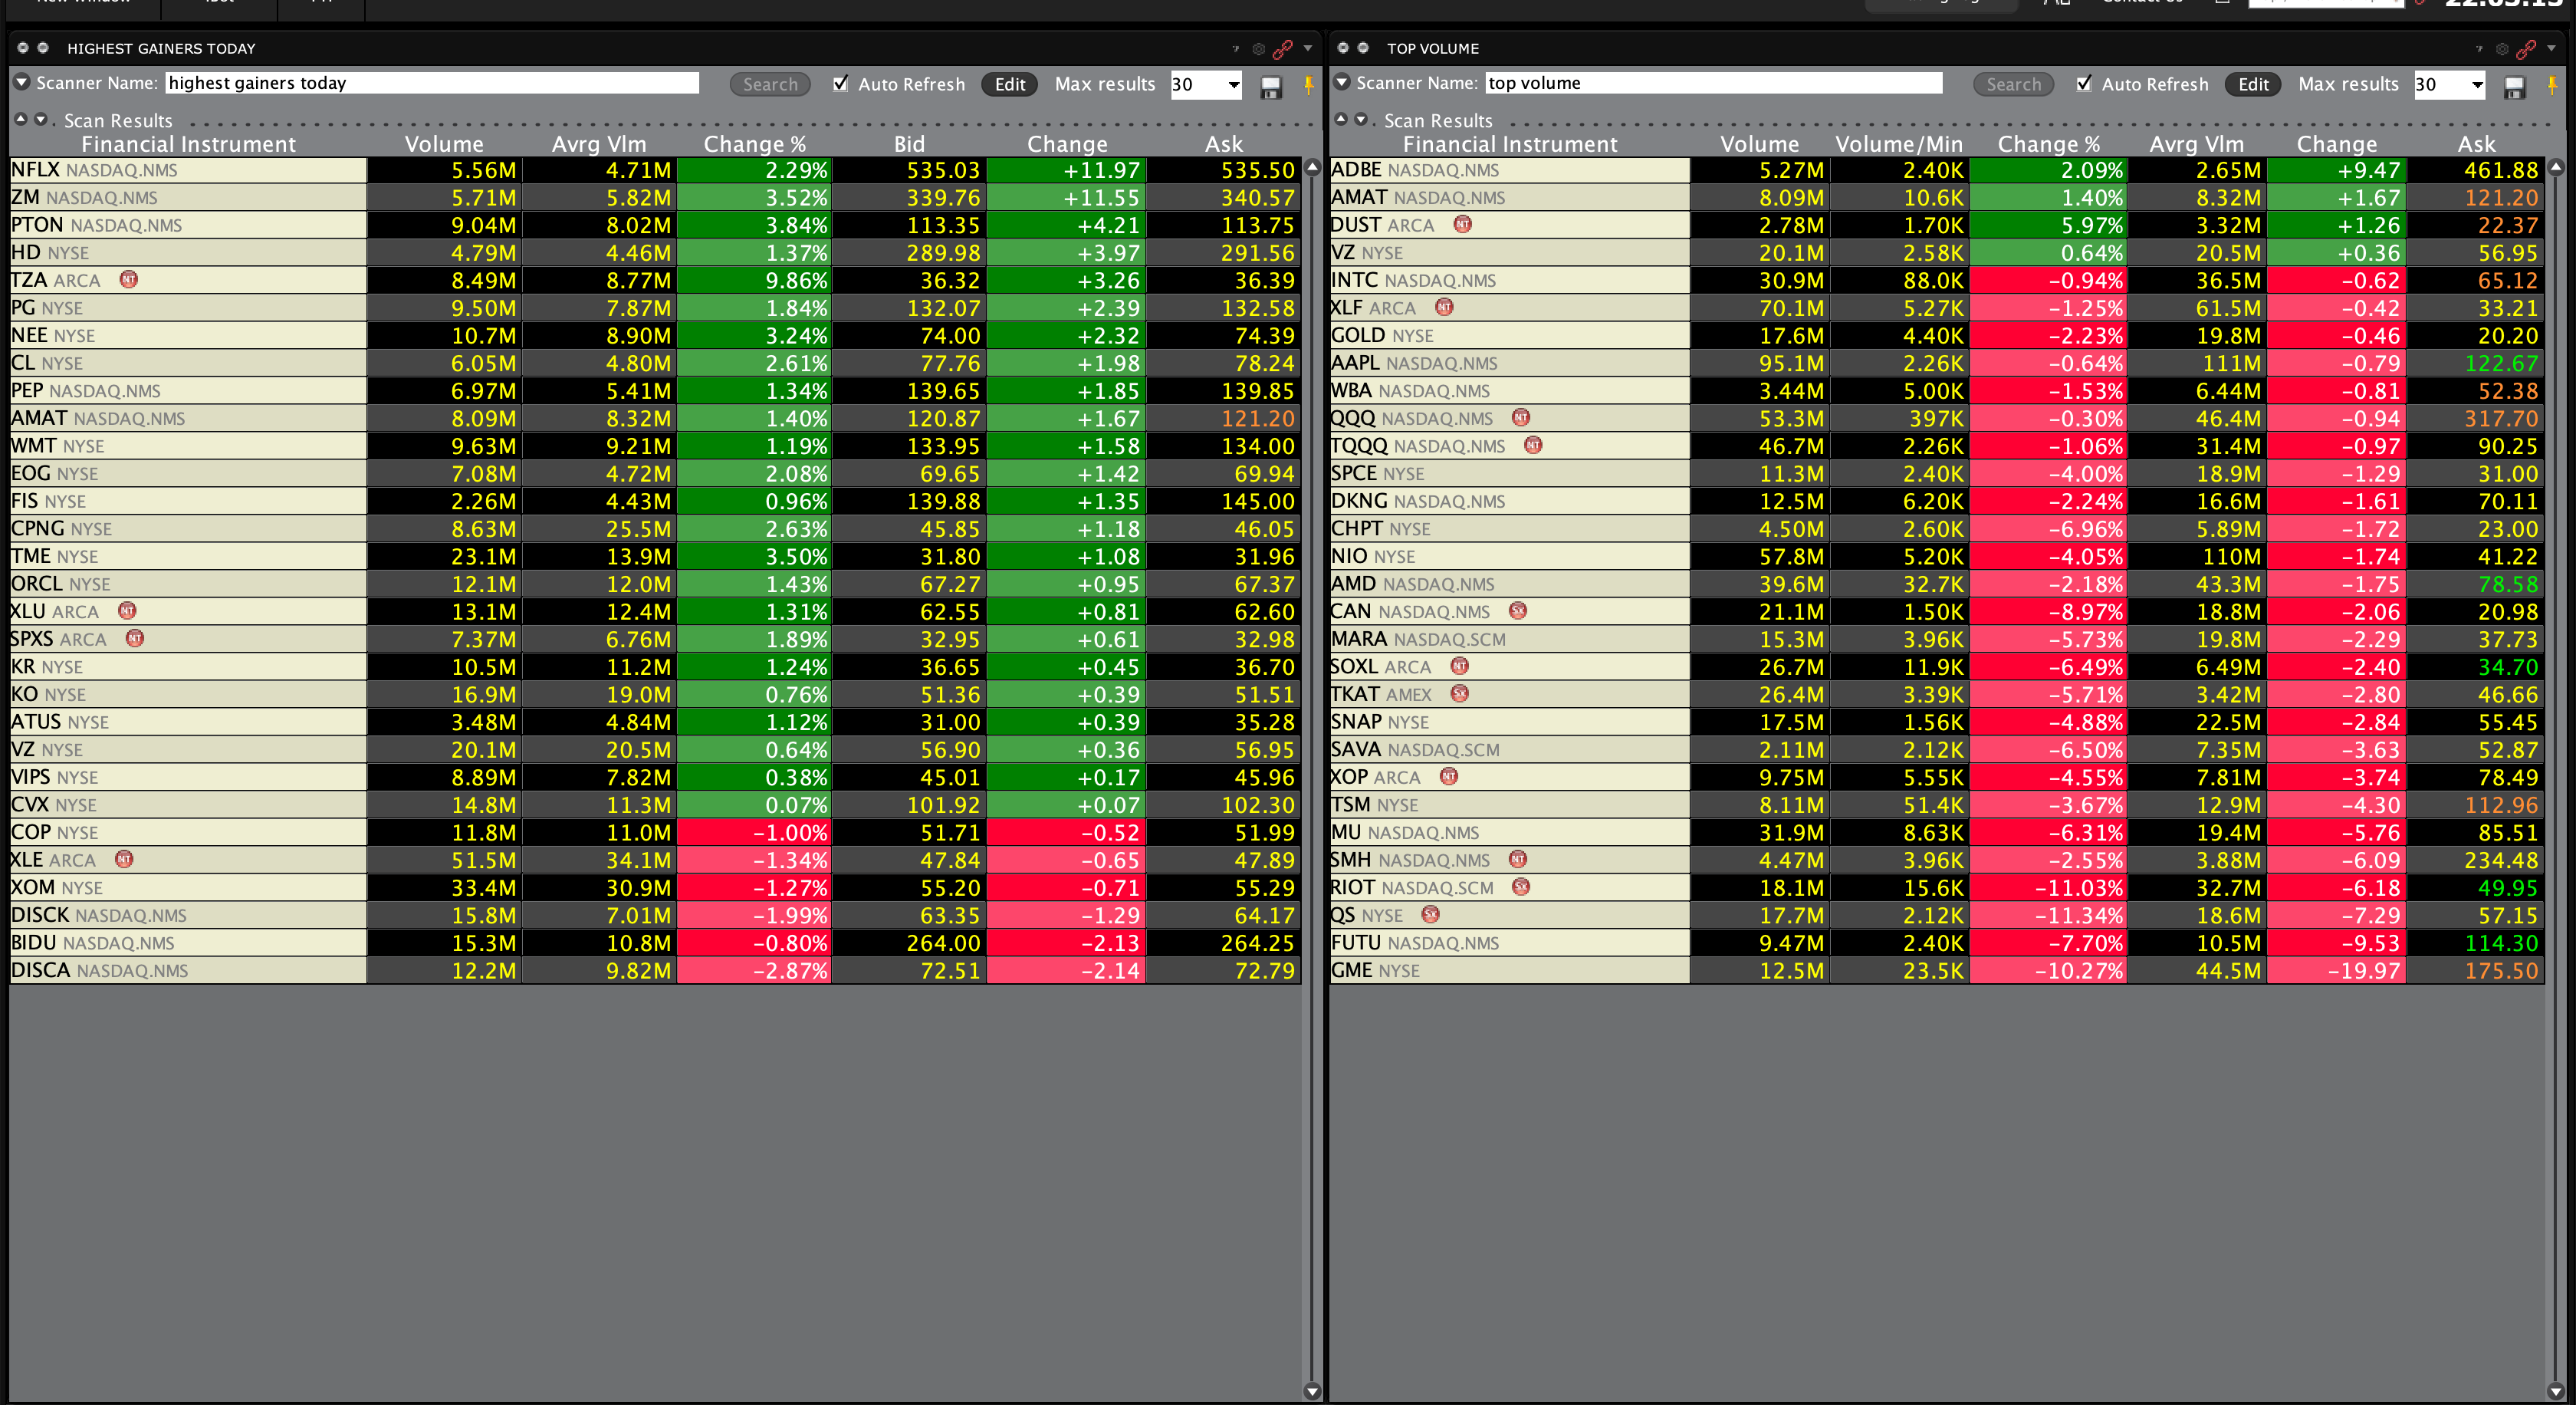 New Window
Contact Us
22:05:15
HIGHEST GAINERS TODAY
Scanner Name: highest gainers today Search Auto Refresh Edit Max results 30
Scan Results
Financial Instrument Volume Avrg Vlm Change % Bid Change Ask
NFLX NASDAQ.NMS 5.56M 4.71M 2.29% 535.03 +11.97 535.50
ZM NASDAQ.NMS 5.71M 5.82M 3.52% 339.76 +11.55 340.57
PTON NASDAQ.NMS 9.04M 8.02M 3.84% 113.35 +4.21 113.75
HD NYSE 4.79M 4.46M 1.37% 289.98 +3.97 291.56
TZA ARCA NT 8.49M 8.77M 9.86% 36.32 +3.26 36.39
PG NYSE 9.50M 7.87M 1.84% 132.07 +2.39 132.58
NEE NYSE 10.7M 8.90M 3.24% 74.00 +2.32 74.39
CL NYSE 6.05M 4.80M 2.61% 77.76 +1.98 78.24
PEP NASDAQ.NMS 6.97M 5.41M 1.34% 139.65 +1.85 139.85
AMAT NASDAQ.NMS 8.09M 8.32M 1.40% 120.87 +1.67 121.20
WMT NYSE 9.63M 9.21M 1.19% 133.95 +1.58 134.00
EOG NYSE 7.08M 4.72M 2.08% 69.65 +1.42 69.94
FIS NYSE 2.26M 4.43M 0.96% 139.88 +1.35 145.00
CPNG NYSE 8.63M 25.5M 2.63% 45.85 +1.18 46.05
TME NYSE 23.1M 13.9M 3.50% 31.80 +1.08 31.96
ORCL NYSE 12.1M 12.0M 1.43% 67.27 +0.95 67.37
XLU ARCA NT 13.1M 12.4M 1.31% 62.55 +0.81 62.60
SPXS ARCA NT 7.37M 6.76M 1.89% 32.95 +0.61 32.98
KR NYSE 10.5M 11.2M 1.24% 36.65 +0.45 36.70
KO NYSE 16.9M 19.0M 0.76% 51.36 +0.39 51.51
ATUS NYSE 3.48M 4.84M 1.12% 31.00 +0.39 35.28
VZ NYSE 20.1M 20.5M 0.64% 56.90 +0.36 56.95
VIPS NYSE 8.89M 7.82M 0.38% 45.01 +0.17 45.96
CVX NYSE 14.8M 11.3M 0.07% 101.92 +0.07 102.30
COP NYSE 11.8M 11.0M -1.00% 51.71 -0.52 51.99
XLE ARCA NT 51.5M 34.1M -1.34% 47.84 -0.65 47.89
XOM NYSE 33.4M 30.9M -1.27% 55.20 -0.71 55.29
DISCK NASDAQ.NMS 15.8M 7.01M -1.99% 63.35 -1.29 64.17
BIDU NASDAQ.NMS 15.3M 10.8M -0.80% 264.00 -2.13 264.25
DISCA NASDAQ.NMS 12.2M 9.82M -2.87% 72.51 -2.14 72.79
TOP VOLUME
Scanner Name: top volume Search Auto Refresh Edit Max results 30
Scan Results
Financial Instrument Volume Volume/Min Change % Avrg Vlm Change Ask
ADBE NASDAQ.NMS 5.27M 2.40K 2.09% 2.65M +9.47 461.88
AMAT NASDAQ.NMS 8.09M 10.6K 1.40% 8.32M +1.67 121.20
DUST ARCA NT 2.78M 1.70K 5.97% 3.32M +1.26 22.37
VZ NYSE 20.1M 2.58K 0.64% 20.5M +0.36 56.95
INTC NASDAQ.NMS 30.9M 88.0K -0.94% 36.5M -0.62 65.12
XLF ARCA NT 70.1M 5.27K -1.25% 61.5M -0.42 33.21
GOLD NYSE 17.6M 4.40K -2.23% 19.8M -0.46 20.20
AAPL NASDAQ.NMS 95.1M 2.26K -0.64% 111M -0.79 122.67
WBA NASDAQ.NMS 3.44M 5.00K -1.53% 6.44M -0.81 52.38
QQQ NASDAQ.NMS NT 53.3M 397K -0.30% 46.4M -0.94 317.70
TQQQ NASDAQ.NMS NT 46.7M 2.26K -1.06% 31.4M -0.97 90.25
SPCE NYSE 11.3M 2.40K -4.00% 18.9M -1.29 31.00
DKNG NASDAQ.NMS 12.5M 6.20K -2.24% 16.6M -1.61 70.11
CHPT NYSE 4.50M 2.60K -6.96% 5.89M -1.72 23.00
NIO NYSE 57.8M 5.20K -4.05% 110M -1.74 41.22
AMD NASDAQ.NMS 39.6M 32.7K -2.18% 43.3M -1.75 78.58
CAN NASDAQ.NMS Sx 21.1M 1.50K -8.97% 18.8M -2.06 20.98
MARA NASDAQ.SCM 15.3M 3.96K -5.73% 19.8M -2.29 37.73
SOXL ARCA NT 26.7M 11.9K -6.49% 6.49M -2.40 34.70
TKAT AMEX Sx 26.4M 3.39K -5.71% 3.42M -2.80 46.66
SNAP NYSE 17.5M 1.56K -4.88% 22.5M -2.84 55.45
SAVA NASDAQ.SCM 2.11M 2.12K -6.50% 7.35M -3.63 52.87
XOP ARCA NT 9.75M 5.55K -4.55% 7.81M -3.74 78.49
TSM NYSE 8.11M 51.4K -3.67% 12.9M -4.30 112.96
MU NASDAQ.NMS 31.9M 8.63K -6.31% 19.4M -5.76 85.51
SMH NASDAQ.NMS NT 4.47M 3.96K -2.55% 3.88M -6.09 234.48
RIOT NASDAQ.SCM Sx 18.1M 15.6K -11.03% 32.7M -6.18 49.95
QS NYSE Sx 17.7M 2.12K -11.34% 18.6M -7.29 57.15
FUTU NASDAQ.NMS 9.47M 2.40K -7.70% 10.5M -9.53 114.30
GME NYSE 12.5M 23.5K -10.27% 44.5M -19.97 175.50